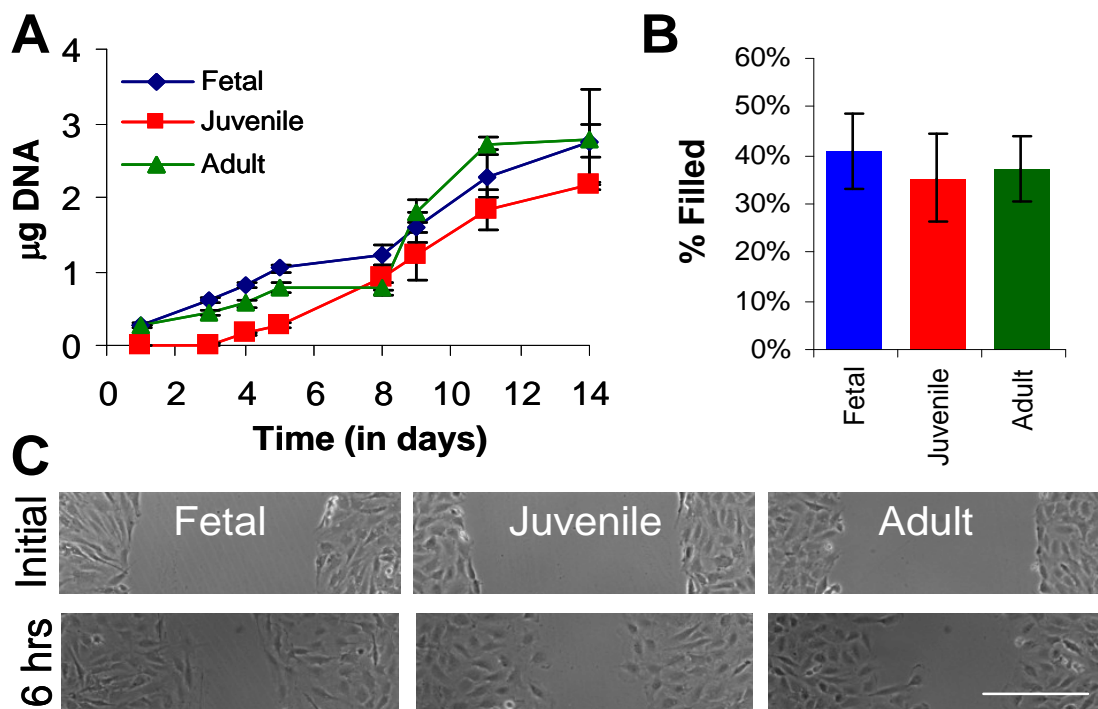 A
4
3
2
1
0
µg DNA
Fetal
Juvenile
Adult
0 2 4 6 8 10 12 14
Time (in days)
B
60%
50%
40%
30%
20%
10%
0%
% Filled
Fetal
Juvenile
Adult
C
Initial
Fetal Juvenile Adult
6 hrs